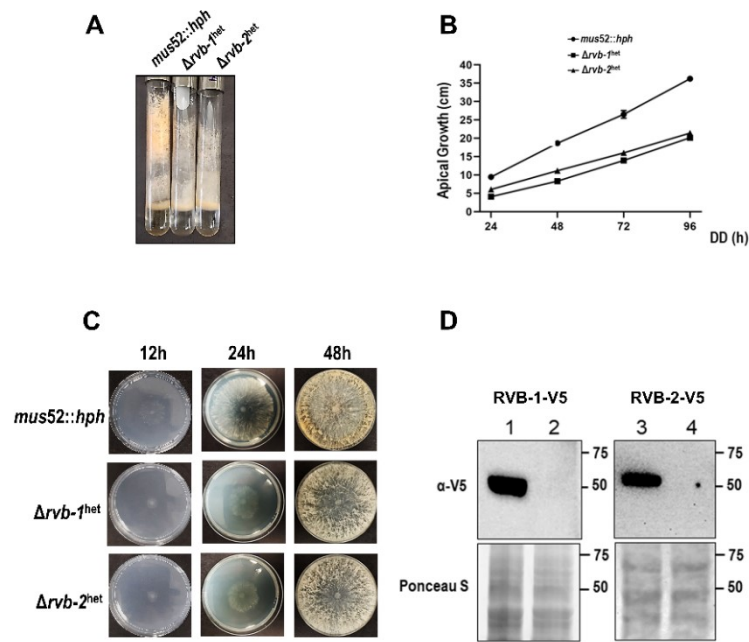 A
mus52::hph
Δrvb-1het
Δrvb-2het
B
mus52::hph
Δrvb-1het
Δrvb-2het
Apical Growth (cm)
40
35
30
25
20
15
10
5
0
24 48 72 96
DD (h)
C
12h 24h 48h
mus52::hph
Δrvb-1het
Δrvb-2het
D
RVB-1-V5 RVB-2-V5
1 2 3 4
α-V5
75
50
75
50
Ponceau S
75
50
75
50